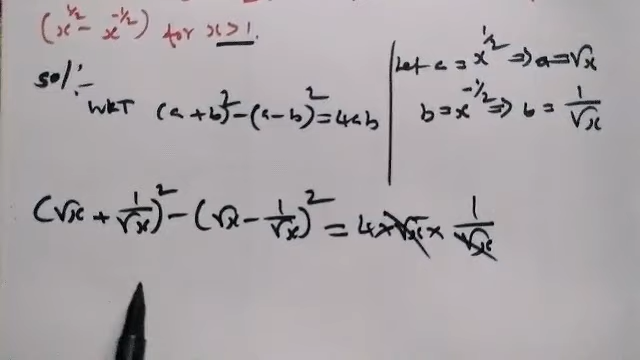 (x^{1/2} - x^{-1/2}) for x > 1.
Sol:-
WKT (a+b)^2 - (a-b)^2 = 4ab
Let a = x^{1/2} ⇒ a = √x
b = x^{-1/2} ⇒ b = 1/√x
(√x + 1/√x)^2 - (√x - 1/√x)^2 = 4 × √x × 1/√x